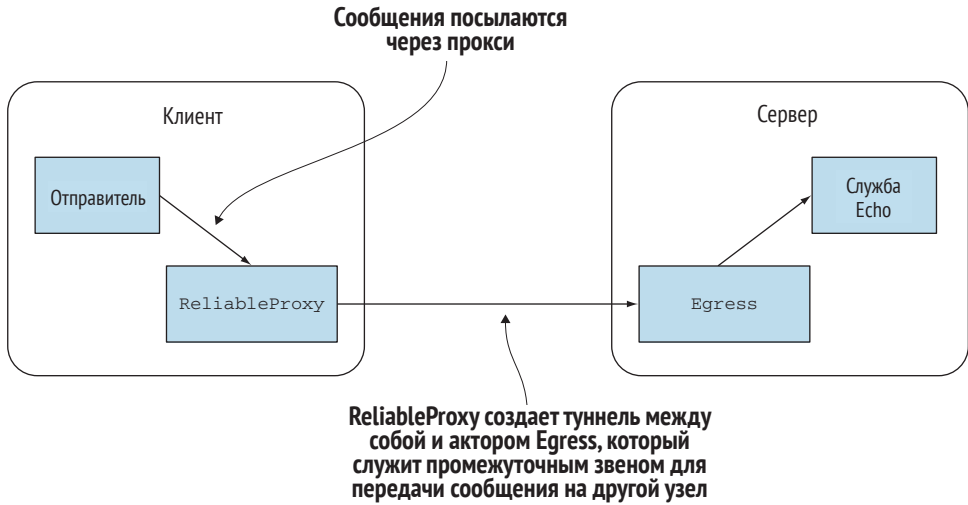 Сообщения посылаются
через прокси
Клиент
Сервер
Отправитель
Служба
Echo
ReliableProxy
Egress
ReliableProxy создает туннель между
собой и актором Egress, который
служит промежуточным звеном для
передачи сообщения на другой узел